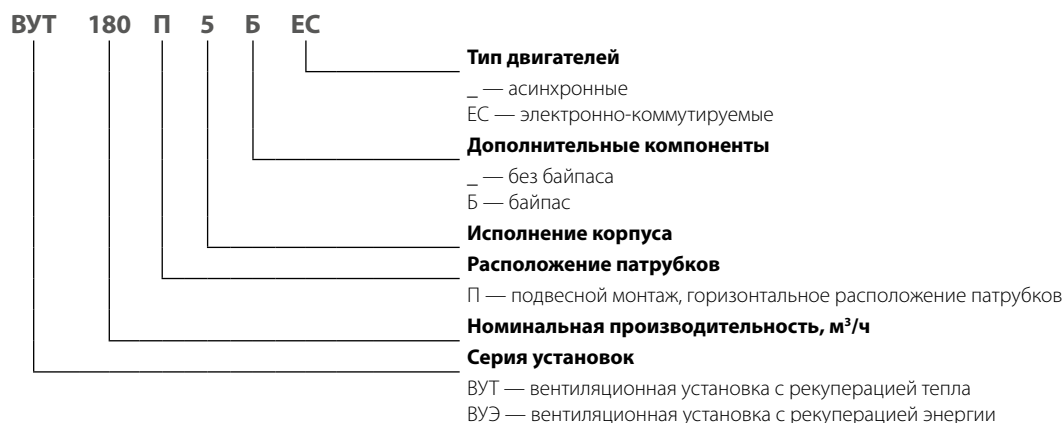 ВУТ 180 П 5 Б ЕС
Тип двигателей
_ — асинхронные
ЕС — электронно-коммутируемые
Дополнительные компоненты
_ — без байпаса
Б — байпас
Исполнение корпуса
Расположение патрубков
П — подвесной монтаж, горизонтальное расположение патрубков
Номинальная производительность, м³/ч
Серия установок
ВУТ — вентиляционная установка с рекуперацией тепла
ВУЭ — вентиляционная установка с рекуперацией энергии